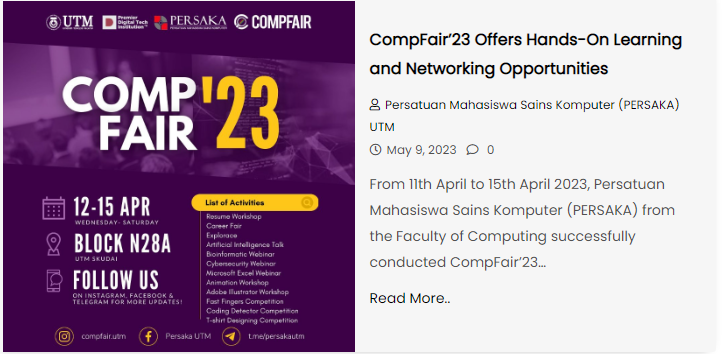 UTM
Premier
Digital Tech
Institution
PERSAKA
COMPFAIR
COMP
FAIR '23
12-15 APR
WEDNESDAY- SATURDAY
BLOCK N28A
UTM SKUDAI
FOLLOW US
ON INSTAGRAM, FACEBOOK &
TELEGRAM FOR MORE UPDATES!
List of Activities
Resume Workshop
Career Fair
Explorace
Artificial Intelligence Talk
Bioinformatic Webinar
Cybersecurity Webinar
Microsoft Excel Webinar
Animation Workshop
Adobe Illustrator Workshop
Fast Fingers Competition
Coding Detector Competition
T-shirt Designing Competition
compfair.utm
Persaka UTM
t.me/persakautm
CompFair’23 Offers Hands-On Learning
and Networking Opportunities
Persatuan Mahasiswa Sains Komputer (PERSAKA)
UTM
May 9, 2023 0
From 11th April to 15th April 2023, Persatuan
Mahasiswa Sains Komputer (PERSAKA) from
the Faculty of Computing successfully
conducted CompFair’23...
Read More..